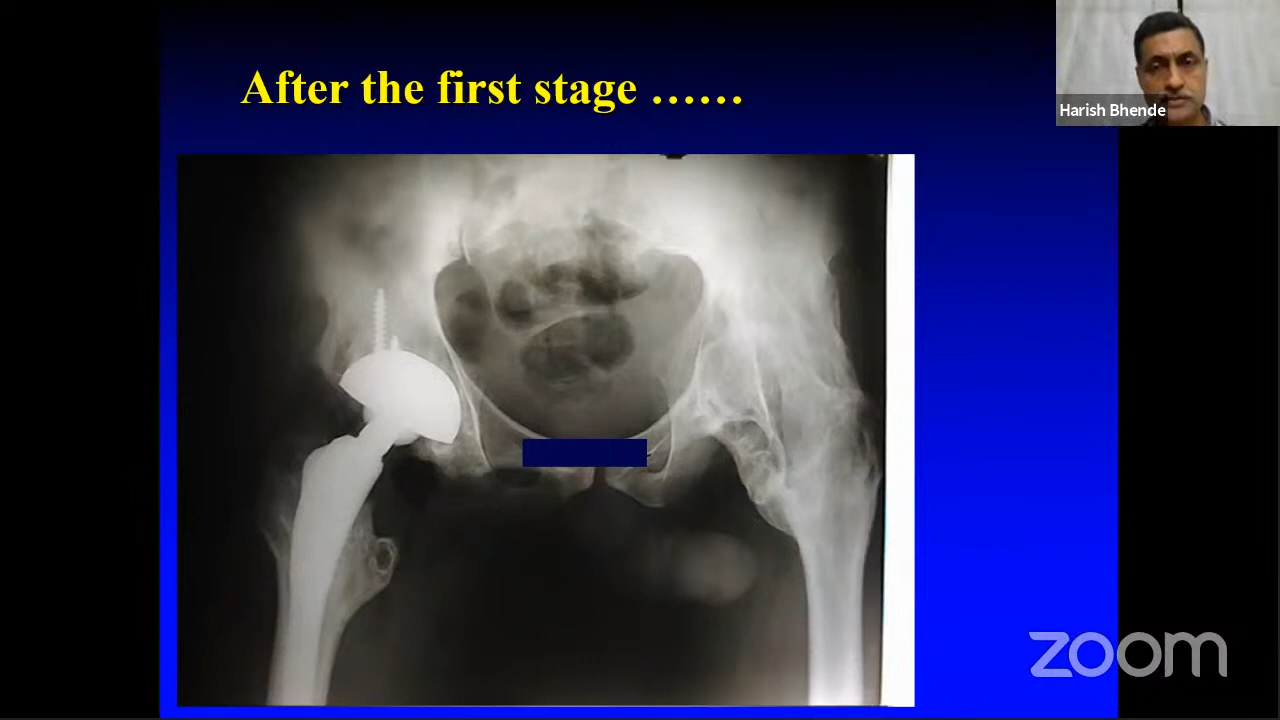 After the first stage ......
Harish Bhende
zoom